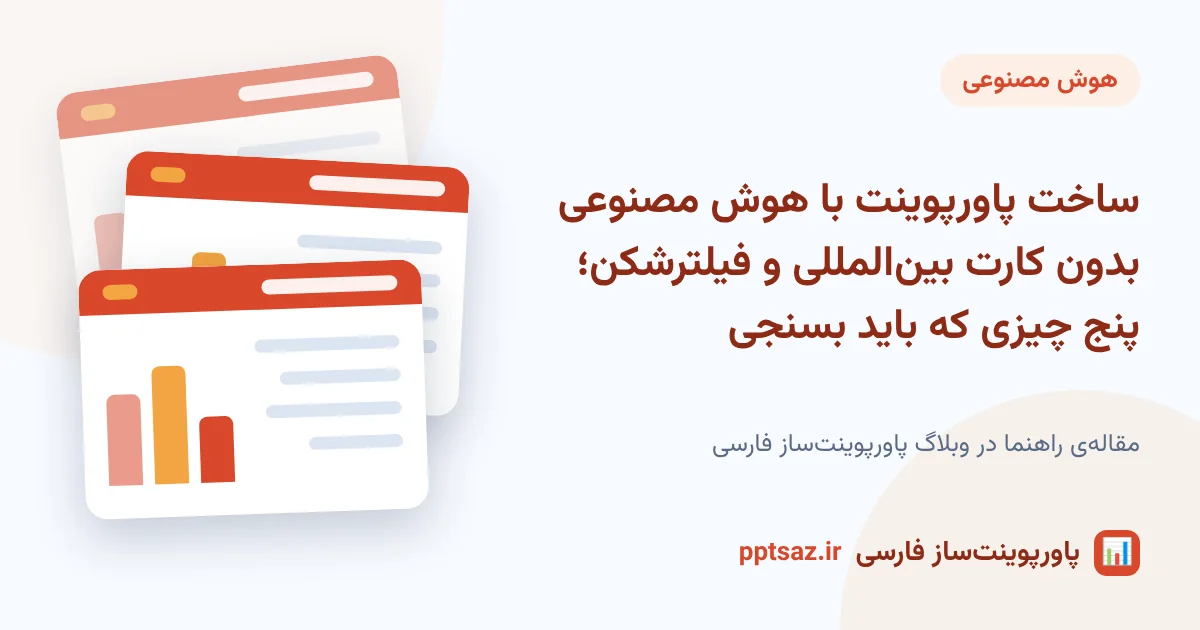 هوش مصنوعی
ساخت پاورپوینت با هوش مصنوعی
بدون کارت بین‌المللی و فیلترشکن؛
پنج چیزی که باید بسنجی
مقاله‌ی راهنما در وبلاگ پاورپوینت‌ساز فارسی
پاورپوینت‌ساز فارسی pptsaz.ir